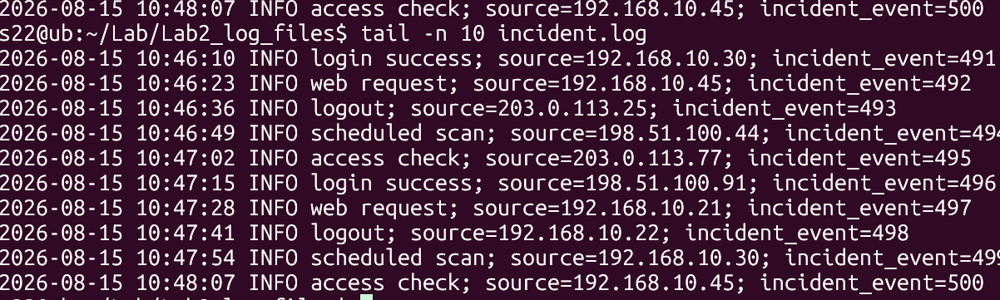 2026-08-15 10:48:07 INFO access check; source=192.168.10.45; incident_event=500
s22@ub:~/Lab/Lab2_log_files$ tail -n 10 incident.log
2026-08-15 10:46:10 INFO login success; source=192.168.10.30; incident_event=491
2026-08-15 10:46:23 INFO web request; source=192.168.10.45; incident_event=492
2026-08-15 10:46:36 INFO logout; source=203.0.113.25; incident_event=493
2026-08-15 10:46:49 INFO scheduled scan; source=198.51.100.44; incident_event=494
2026-08-15 10:47:02 INFO access check; source=203.0.113.77; incident_event=495
2026-08-15 10:47:15 INFO login success; source=198.51.100.91; incident_event=496
2026-08-15 10:47:28 INFO web request; source=192.168.10.21; incident_event=497
2026-08-15 10:47:41 INFO logout; source=192.168.10.22; incident_event=498
2026-08-15 10:47:54 INFO scheduled scan; source=192.168.10.30; incident_event=499
2026-08-15 10:48:07 INFO access check; source=192.168.10.45; incident_event=500